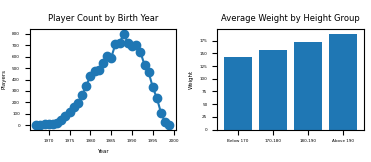 Player Count by Birth Year
800
700
600
500
400
300
200
100
0
Players
1970 1975 1980 1985 1990 1995 2000
Year
Average Weight by Height Group
175
150
125
100
75
50
25
0
Weight
Below 170 170-180 180-190 Above 190